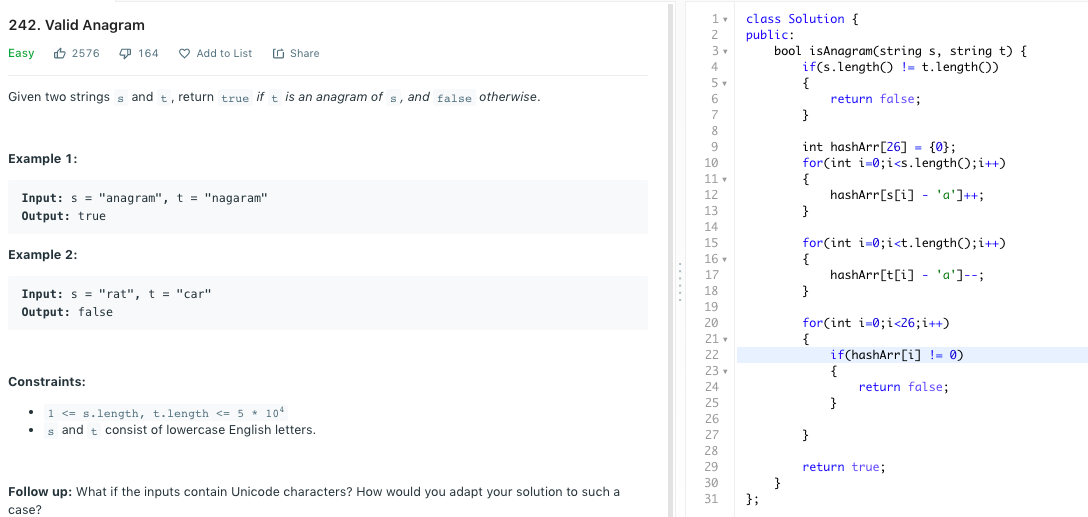 242. Valid Anagram
Easy 2576 164 Add to List Share
Given two strings s and t, return true if t is an anagram of s, and false otherwise.
Example 1:
Input: s = "anagram", t = "nagaram"
Output: true
Example 2:
Input: s = "rat", t = "car"
Output: false
Constraints:
• 1 <= s.length, t.length <= 5 * 10⁴
• s and t consist of lowercase English letters.
Follow up: What if the inputs contain Unicode characters? How would you adapt your solution to such a
case?
1 class Solution {
2 public:
3     bool isAnagram(string s, string t) {
4         if(s.length() != t.length())
5         {
6             return false;
7         }
8
9         int hashArr[26] = {0};
10         for(int i=0;i<s.length();i++)
11         {
12             hashArr[s[i] - 'a']++;
13         }
14
15         for(int i=0;i<t.length();i++)
16         {
17             hashArr[t[i] - 'a']--;
18         }
19
20         for(int i=0;i<26;i++)
21         {
22             if(hashArr[i] != 0)
23             {
24                 return false;
25             }
26
27         }
28
29         return true;
30     }
31 };